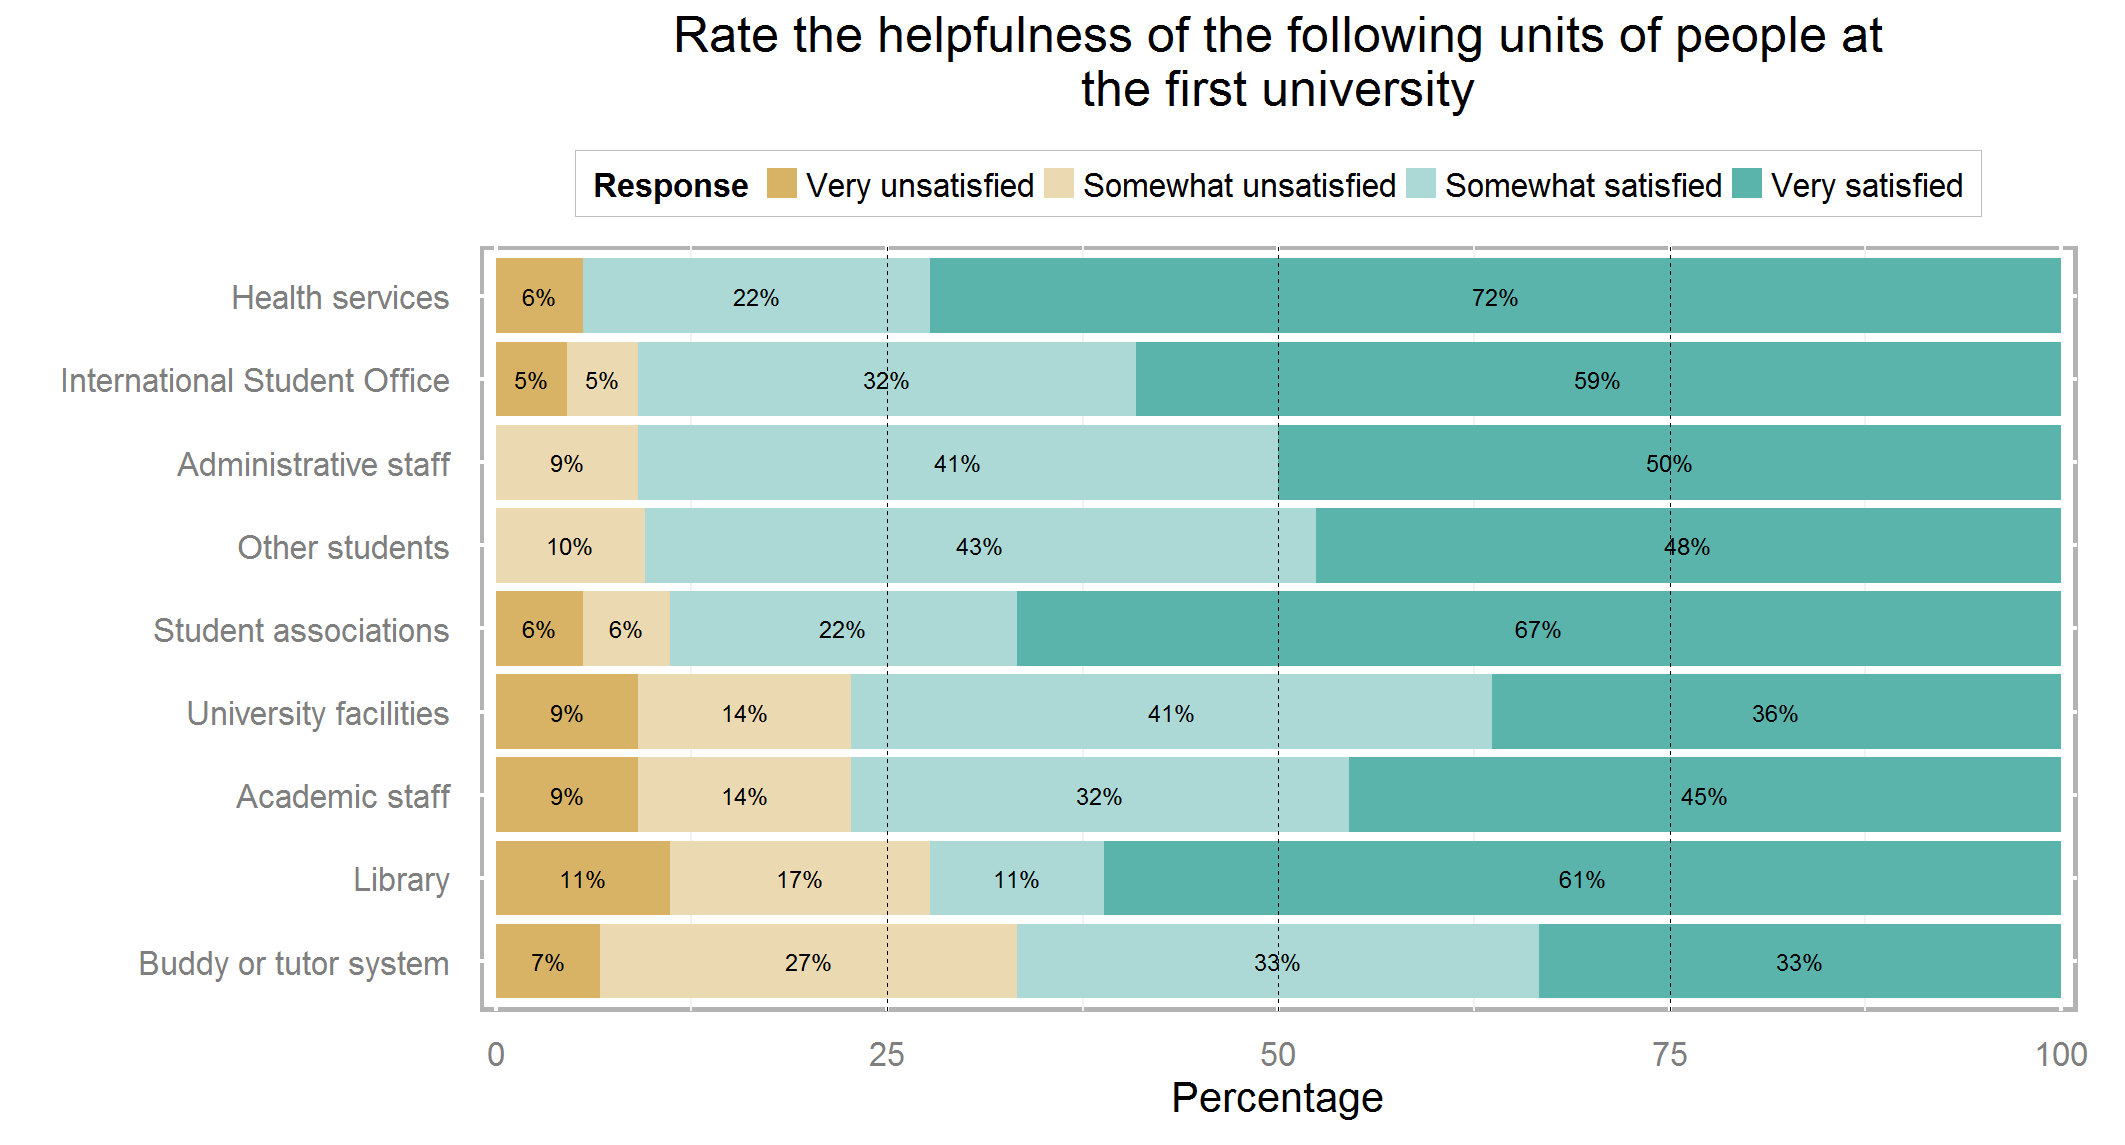 Rate the helpfulness of the following units of people at
the first university
Response Very unsatisfied Somewhat unsatisfied Somewhat satisfied Very satisfied
Health services 6% 22% 72%
International Student Office 5% 5% 32% 59%
Administrative staff 9% 41% 50%
Other students 10% 43% 48%
Student associations 6% 6% 22% 67%
University facilities 9% 14% 41% 36%
Academic staff 9% 14% 32% 45%
Library 11% 17% 11% 61%
Buddy or tutor system 7% 27% 33% 33%
0 25 50 75 100
Percentage